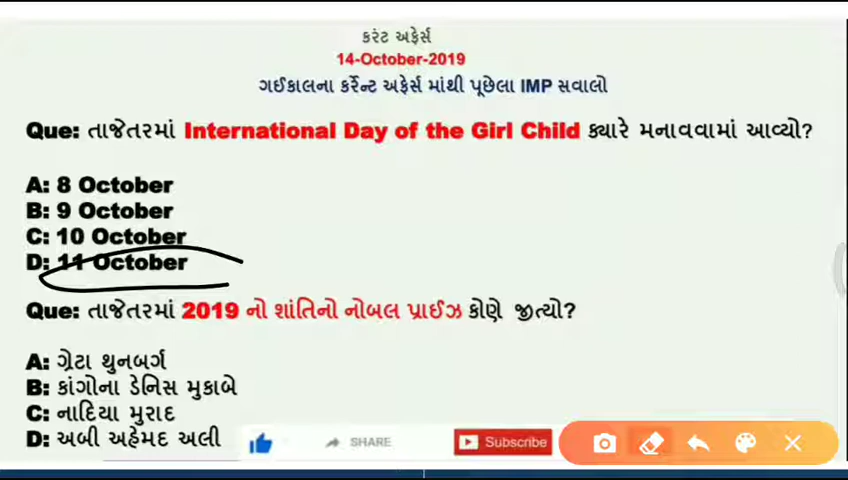 કરંટ અફેર્સ
14-October-2019
ગઈકાલના કર્રેન્ટ અફેર્સ માંથી પૂછેલા IMP સવાલો
Que: તાજેતરમાં International Day of the Girl Child ક્યારે મનાવવામાં આવ્યો?
A: 8 October
B: 9 October
C: 10 October
D: 11 October
Que: તાજેતરમાં 2019 નો શાંતિનો નોબલ પ્રાઈઝ કોણે જીત્યો?
A: ગ્રેટા થુનબર્ગ
B: કાંગોના ડેનિસ મુકાબે
C: નાદિયા મુરાદ
D: અબી અહેમદ અલી
SHARE
Subscribe